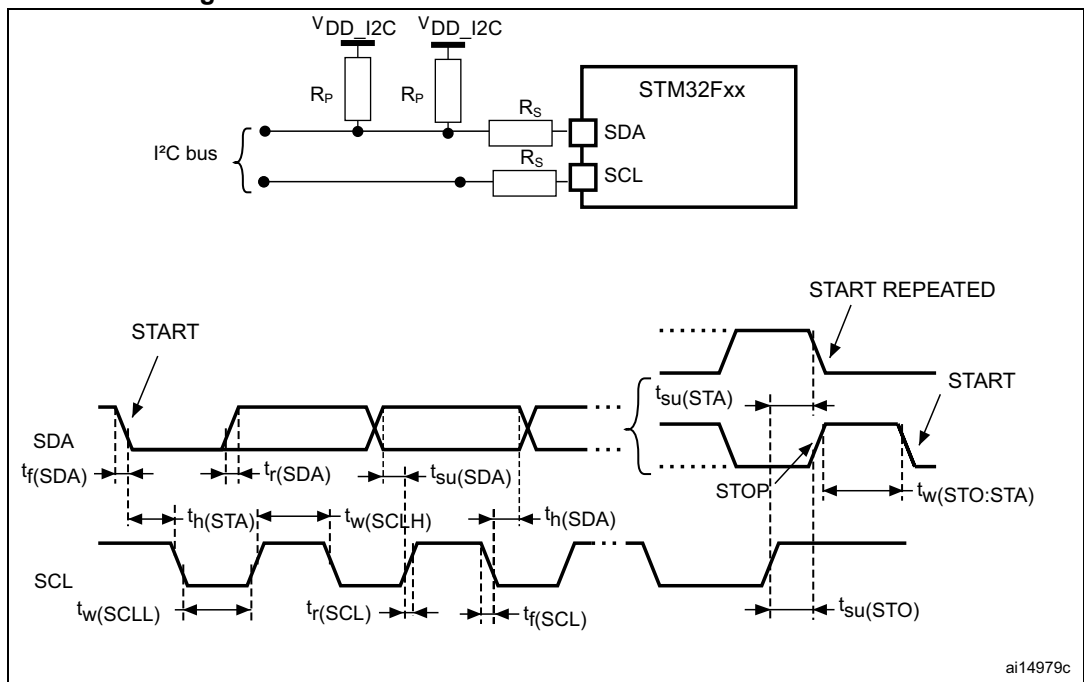 VDD_I2C VDD_I2C
RP RP
STM32Fxx
RS
SDA
I²C bus
RS
SCL
START REPEATED
START
START
tsu(STA)
SDA
tf(SDA)
tr(SDA)
tsu(SDA)
STOP
tw(STO:STA)
th(STA)
tw(SCLH)
th(SDA)
SCL
tw(SCLL)
tr(SCL)
tf(SCL)
tsu(STO)
ai14979c